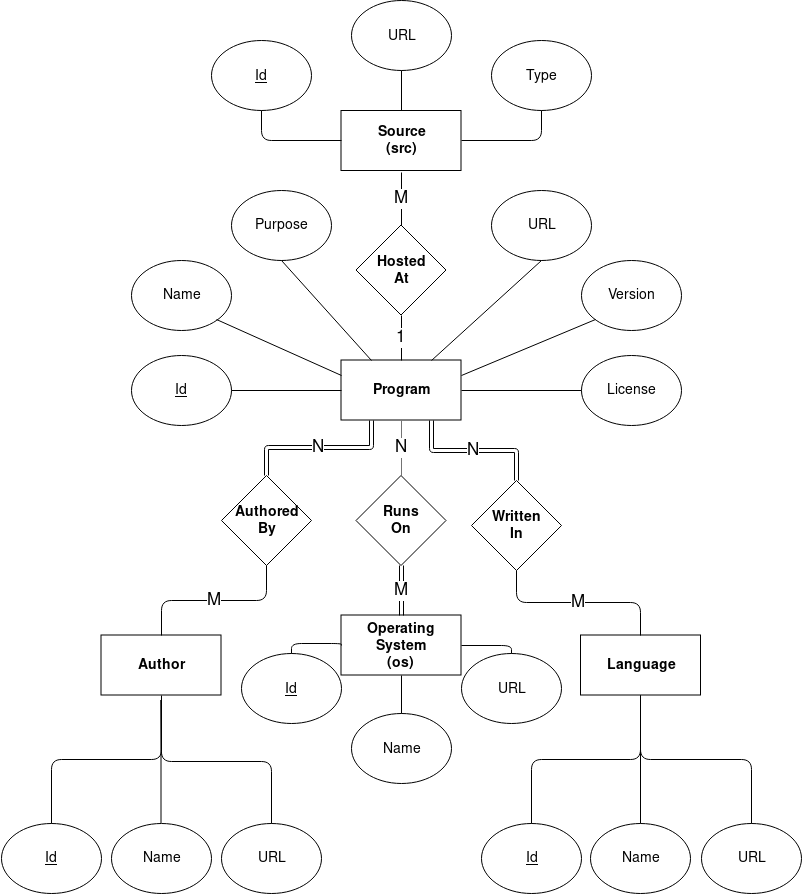 URL
Id
Type
Source
(src)
M
Purpose
URL
Hosted
At
Name
Version
1
Id
Program
License
N
N
N
Authored
By
Runs
On
Written
In
M
M
M
Author
Operating
System
(os)
Language
Id
URL
Name
Id
Name
URL
Id
Name
URL